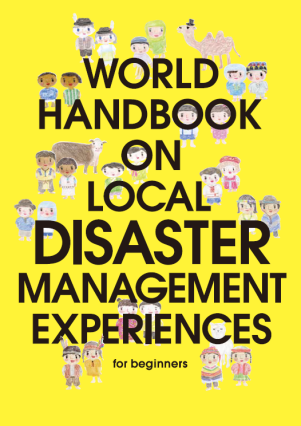 WORLD
HANDBOOK
ON
LOCAL
DISASTER
MANAGEMENT
EXPERIENCES
for beginners